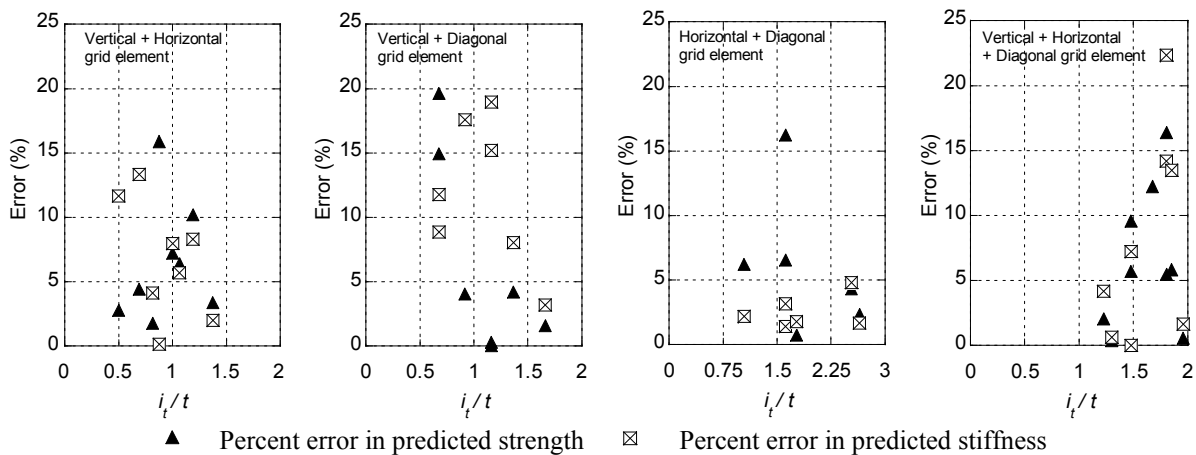 Vertical + Horizontal
grid element
Error (%)
25
20
15
10
5
0
0 0.5 1 1.5 2
i_t / t
Vertical + Diagonal
grid element
Error (%)
25
20
15
10
5
0
0 0.5 1 1.5 2
i_t / t
Horizontal + Diagonal
grid element
Error (%)
25
20
15
10
5
0
0 0.75 1.5 2.25 3
i_t / t
Vertical + Horizontal
+ Diagonal grid element
Error (%)
25
20
15
10
5
0
0 0.5 1 1.5 2
i_t / t
Percent error in predicted strength
Percent error in predicted stiffness